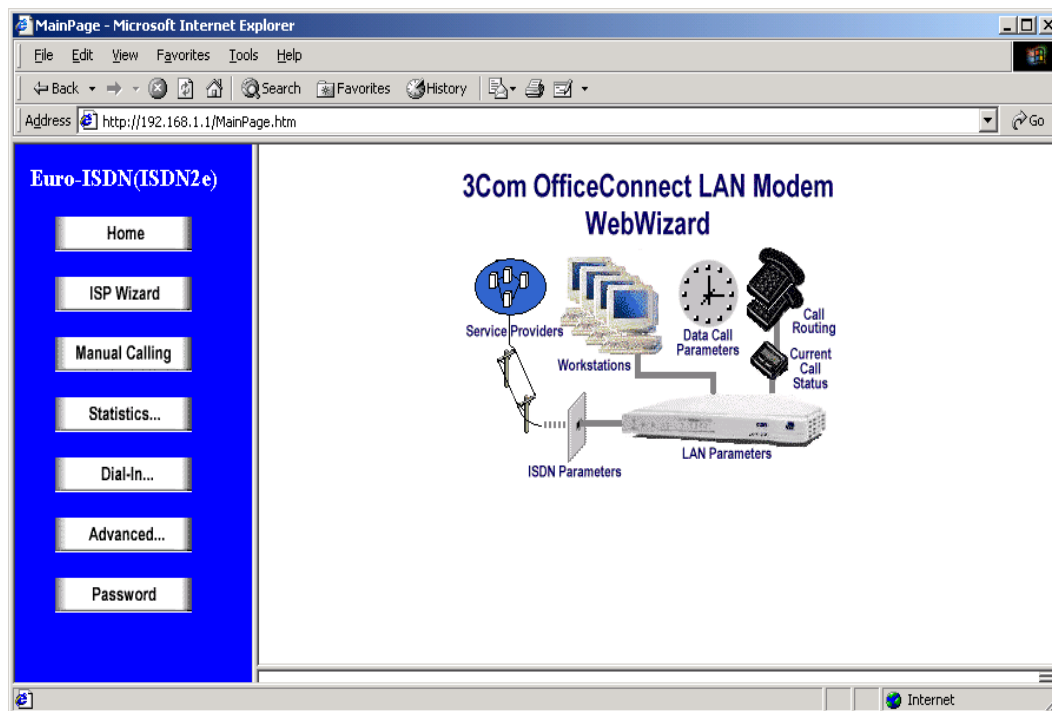 MainPage - Microsoft Internet Explorer
File Edit View Favorites Tools Help
Back Search Favorites History
Address http://192.168.1.1/MainPage.htm Go
Euro-ISDN(ISDN2e)
Home
ISP Wizard
Manual Calling
Statistics...
Dial-In...
Advanced...
Password
3Com OfficeConnect LAN Modem
WebWizard
Service Providers
Workstations
Data Call
Parameters
Call
Routing
Current
Call
Status
LAN Parameters
ISDN Parameters
Internet